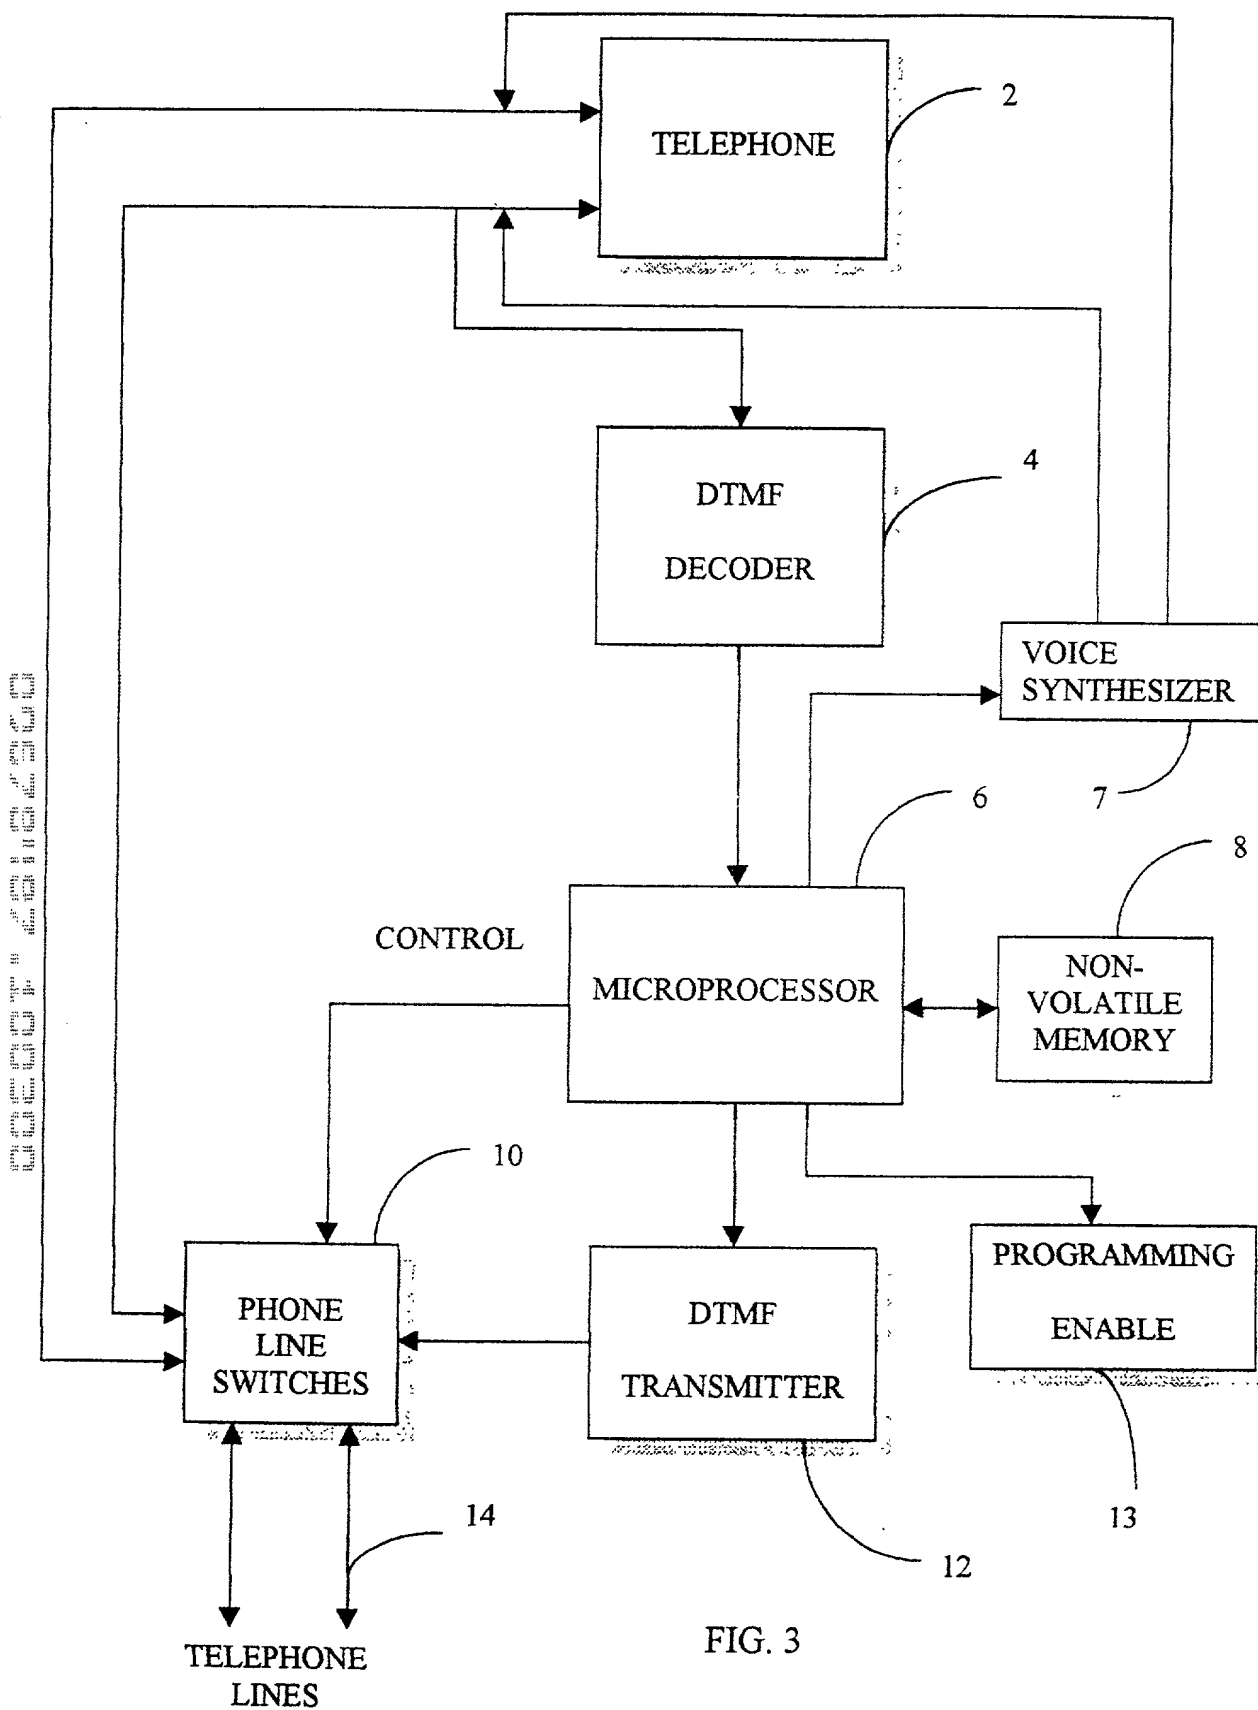 2
TELEPHONE
4
DTMF
DECODER
VOICE
SYNTHESIZER
7
6
8
CONTROL
MICROPROCESSOR
NON-
VOLATILE
MEMORY
10
PHONE
LINE
SWITCHES
DTMF
TRANSMITTER
PROGRAMMING
ENABLE
14
13
12
TELEPHONE
LINES
FIG. 3